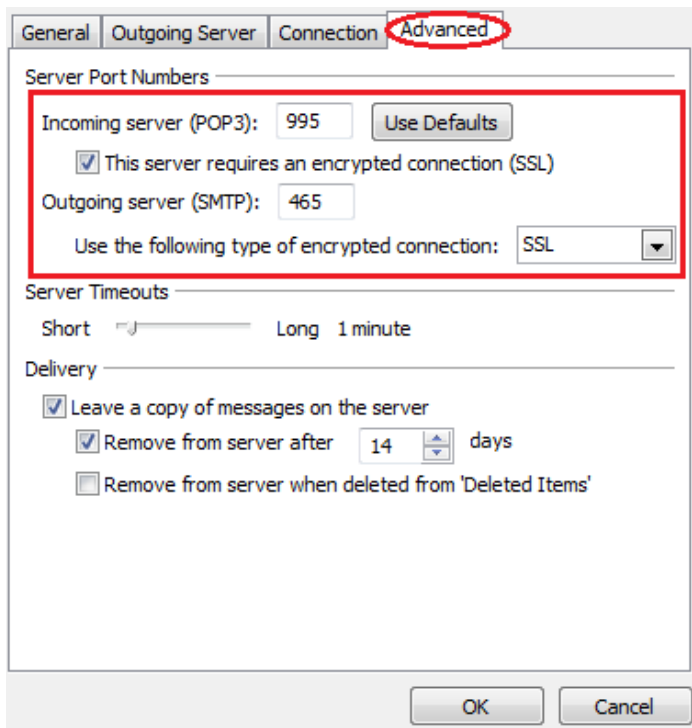 General Outgoing Server Connection Advanced
Server Port Numbers
Incoming server (POP3): 995 Use Defaults
This server requires an encrypted connection (SSL)
Outgoing server (SMTP): 465
Use the following type of encrypted connection: SSL
Server Timeouts
Short Long 1 minute
Delivery
Leave a copy of messages on the server
Remove from server after 14 days
Remove from server when deleted from 'Deleted Items'
OK Cancel